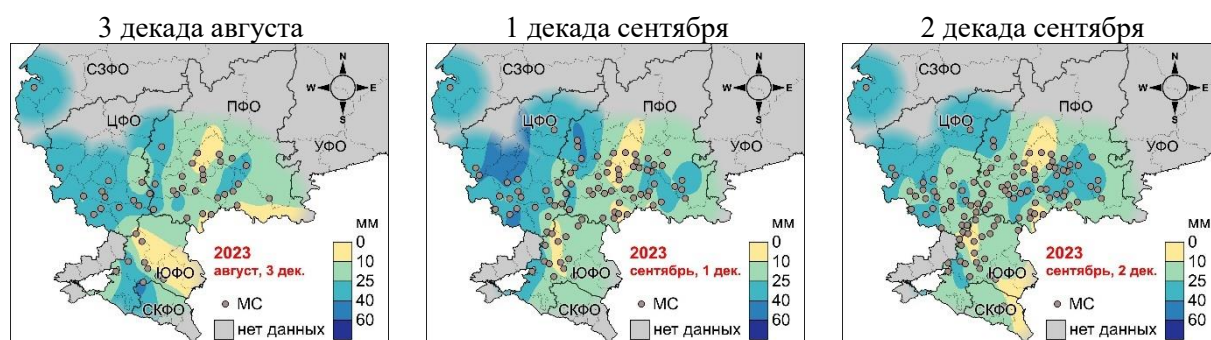 3 декада августа
1 декада сентября
2 декада сентября
СЗФО
ЦФО
ПФО
УФО
ЮФО
СКФО
N
W
E
S
2023
август, 3 дек.
МС
нет данных
мм
0
10
25
40
60
СЗФО
ЦФО
ПФО
УФО
ЮФО
СКФО
N
W
E
S
2023
сентябрь, 1 дек.
МС
нет данных
мм
0
10
25
40
60
СЗФО
ЦФО
ПФО
УФО
ЮФО
СКФО
N
W
E
S
2023
сентябрь, 2 дек.
МС
нет данных
мм
0
10
25
40
60